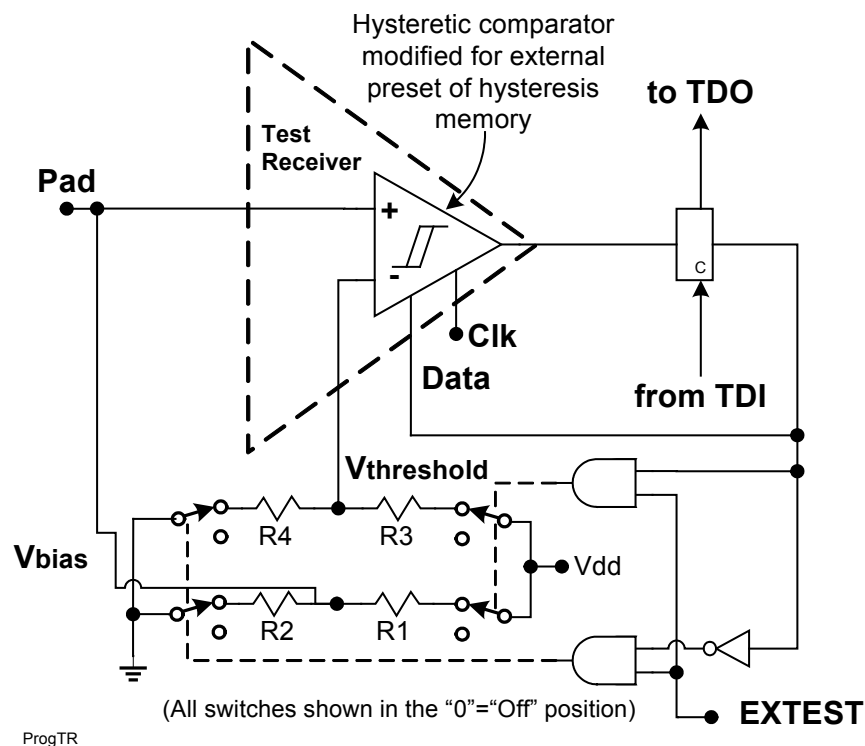 Hysteretic comparator
modified for external
preset of hysteresis
memory
to TDO
Test
Receiver
Pad
+
-
C
Clk
Data
from TDI
Vthreshold
R4
R3
Vbias
Vdd
R2
R1
(All switches shown in the “0”=“Off” position)
EXTEST
ProgTR